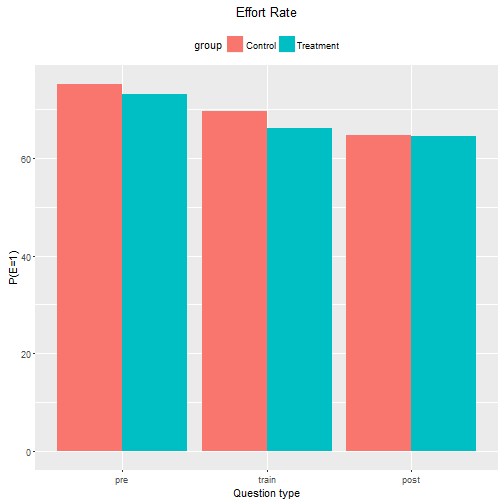 Effort Rate
group Control Treatment
P(E=1)
60
40
20
0
pre train post
Question type